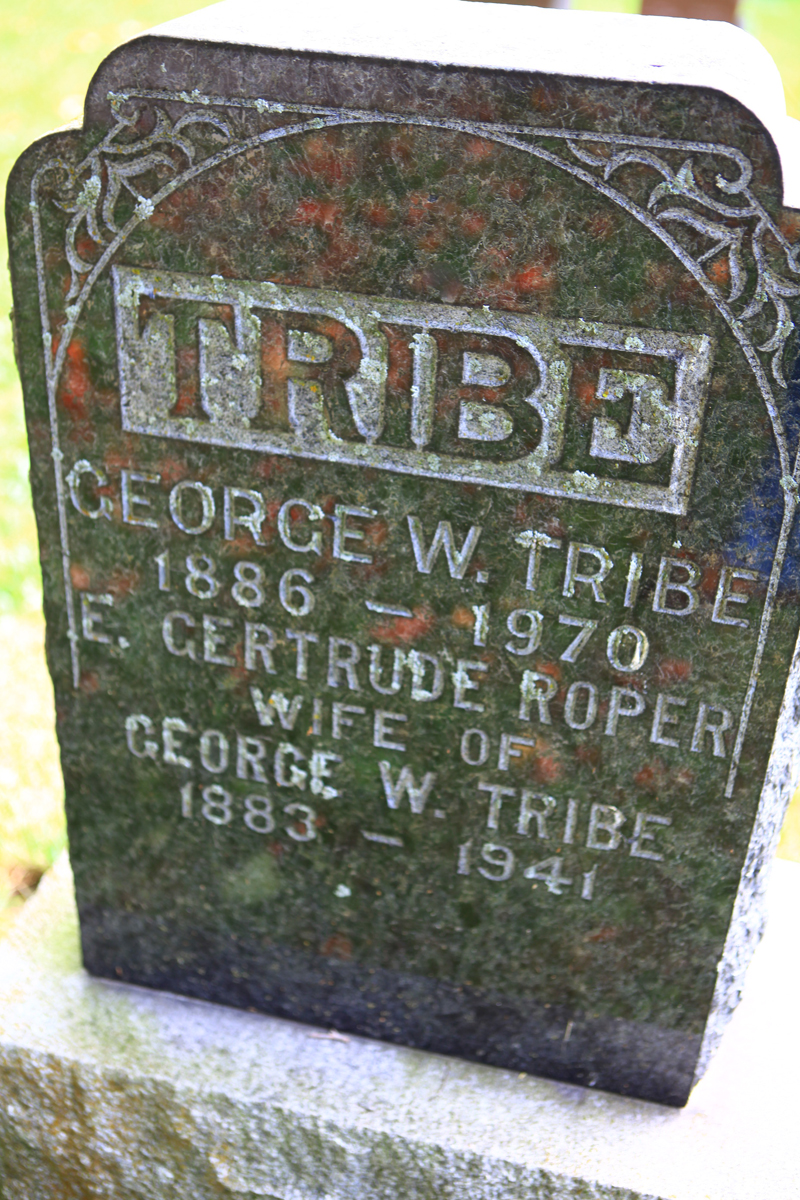 TRIBE
GEORGE W. TRIBE
1886 – 1970
E. GERTRUDE ROPER
WIFE OF
GEORGE W. TRIBE
1883 – 1941